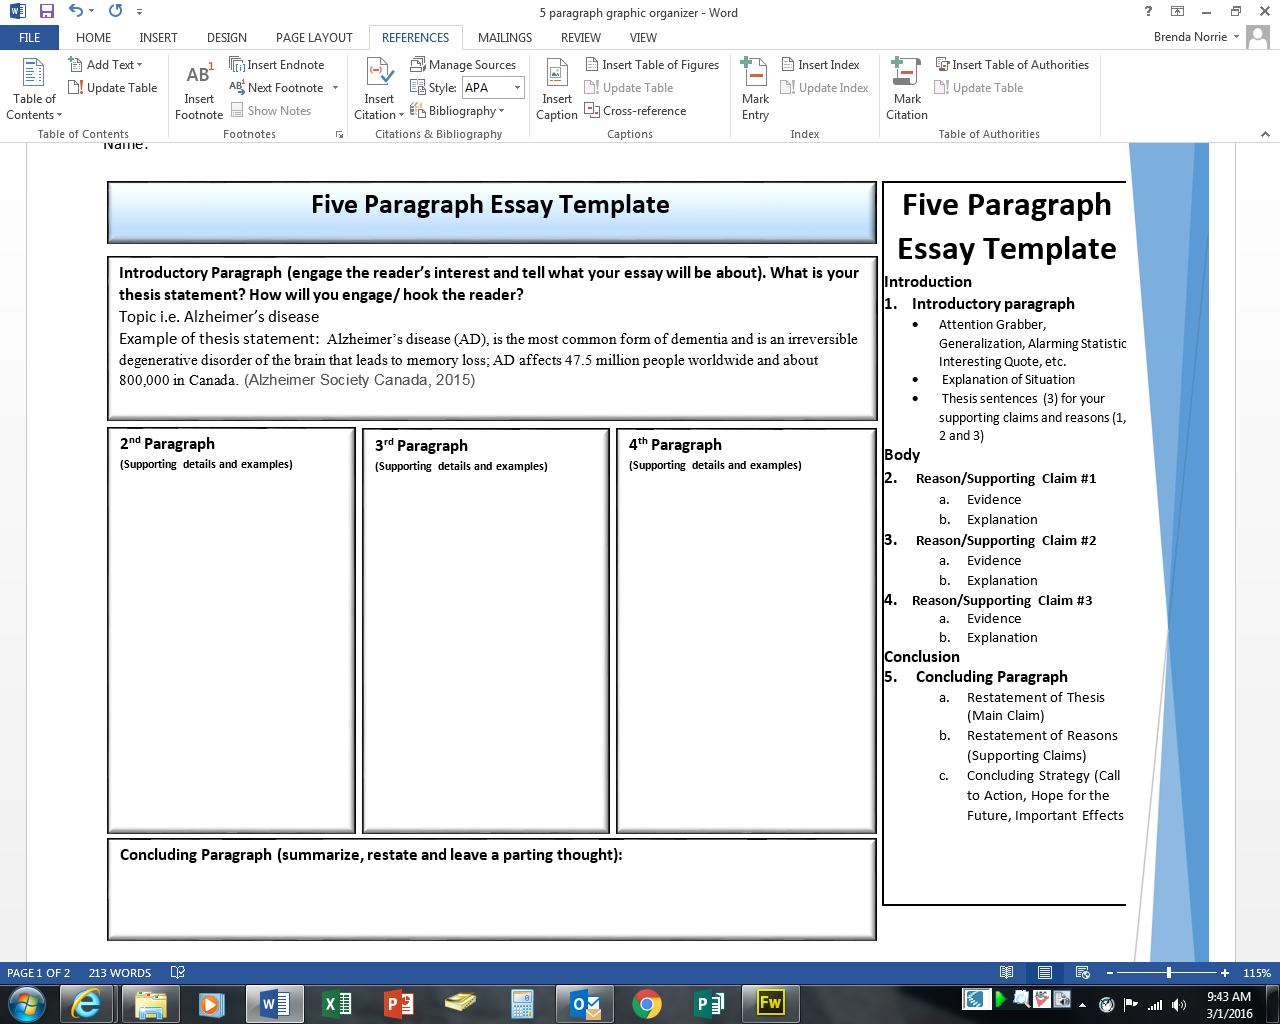 5 paragraph graphic organizer - Word
FILE HOME INSERT DESIGN PAGE LAYOUT REFERENCES MAILINGS REVIEW VIEW
Brenda Norrie
Table of Contents
Add Text
Update Table
Table of Contents
AB¹
Insert Footnote
Insert Endnote
Next Footnote
Show Notes
Footnotes
Insert Citation
Manage Sources
Style: APA
Bibliography
Citations & Bibliography
Insert Caption
Insert Table of Figures
Update Table
Cross-reference
Captions
Mark Entry
Insert Index
Update Index
Index
Mark Citation
Insert Table of Authorities
Update Table
Table of Authorities
Name:
Five Paragraph Essay Template
Introductory Paragraph (engage the reader's interest and tell what your essay will be about). What is your
thesis statement? How will you engage/ hook the reader?
Topic i.e. Alzheimer's disease
Example of thesis statement: Alzheimer's disease (AD), is the most common form of dementia and is an irreversible
degenerative disorder of the brain that leads to memory loss; AD affects 47.5 million people worldwide and about
800,000 in Canada. (Alzheimer Society Canada, 2015)
2nd Paragraph
(Supporting details and examples)
3rd Paragraph
(Supporting details and examples)
4th Paragraph
(Supporting details and examples)
Concluding Paragraph (summarize, restate and leave a parting thought):
Five Paragraph
Essay Template
Introduction
1. Introductory paragraph
• Attention Grabber,
Generalization, Alarming Statistic
Interesting Quote, etc.
• Explanation of Situation
• Thesis sentences (3) for your
supporting claims and reasons (1,
2 and 3)
Body
2. Reason/Supporting Claim #1
a. Evidence
b. Explanation
3. Reason/Supporting Claim #2
a. Evidence
b. Explanation
4. Reason/Supporting Claim #3
a. Evidence
b. Explanation
Conclusion
5. Concluding Paragraph
a. Restatement of Thesis
(Main Claim)
b. Restatement of Reasons
(Supporting Claims)
c. Concluding Strategy (Call
to Action, Hope for the
Future, Important Effects
PAGE 1 OF 2 213 WORDS
115%
Fw
9:43 AM
3/1/2016